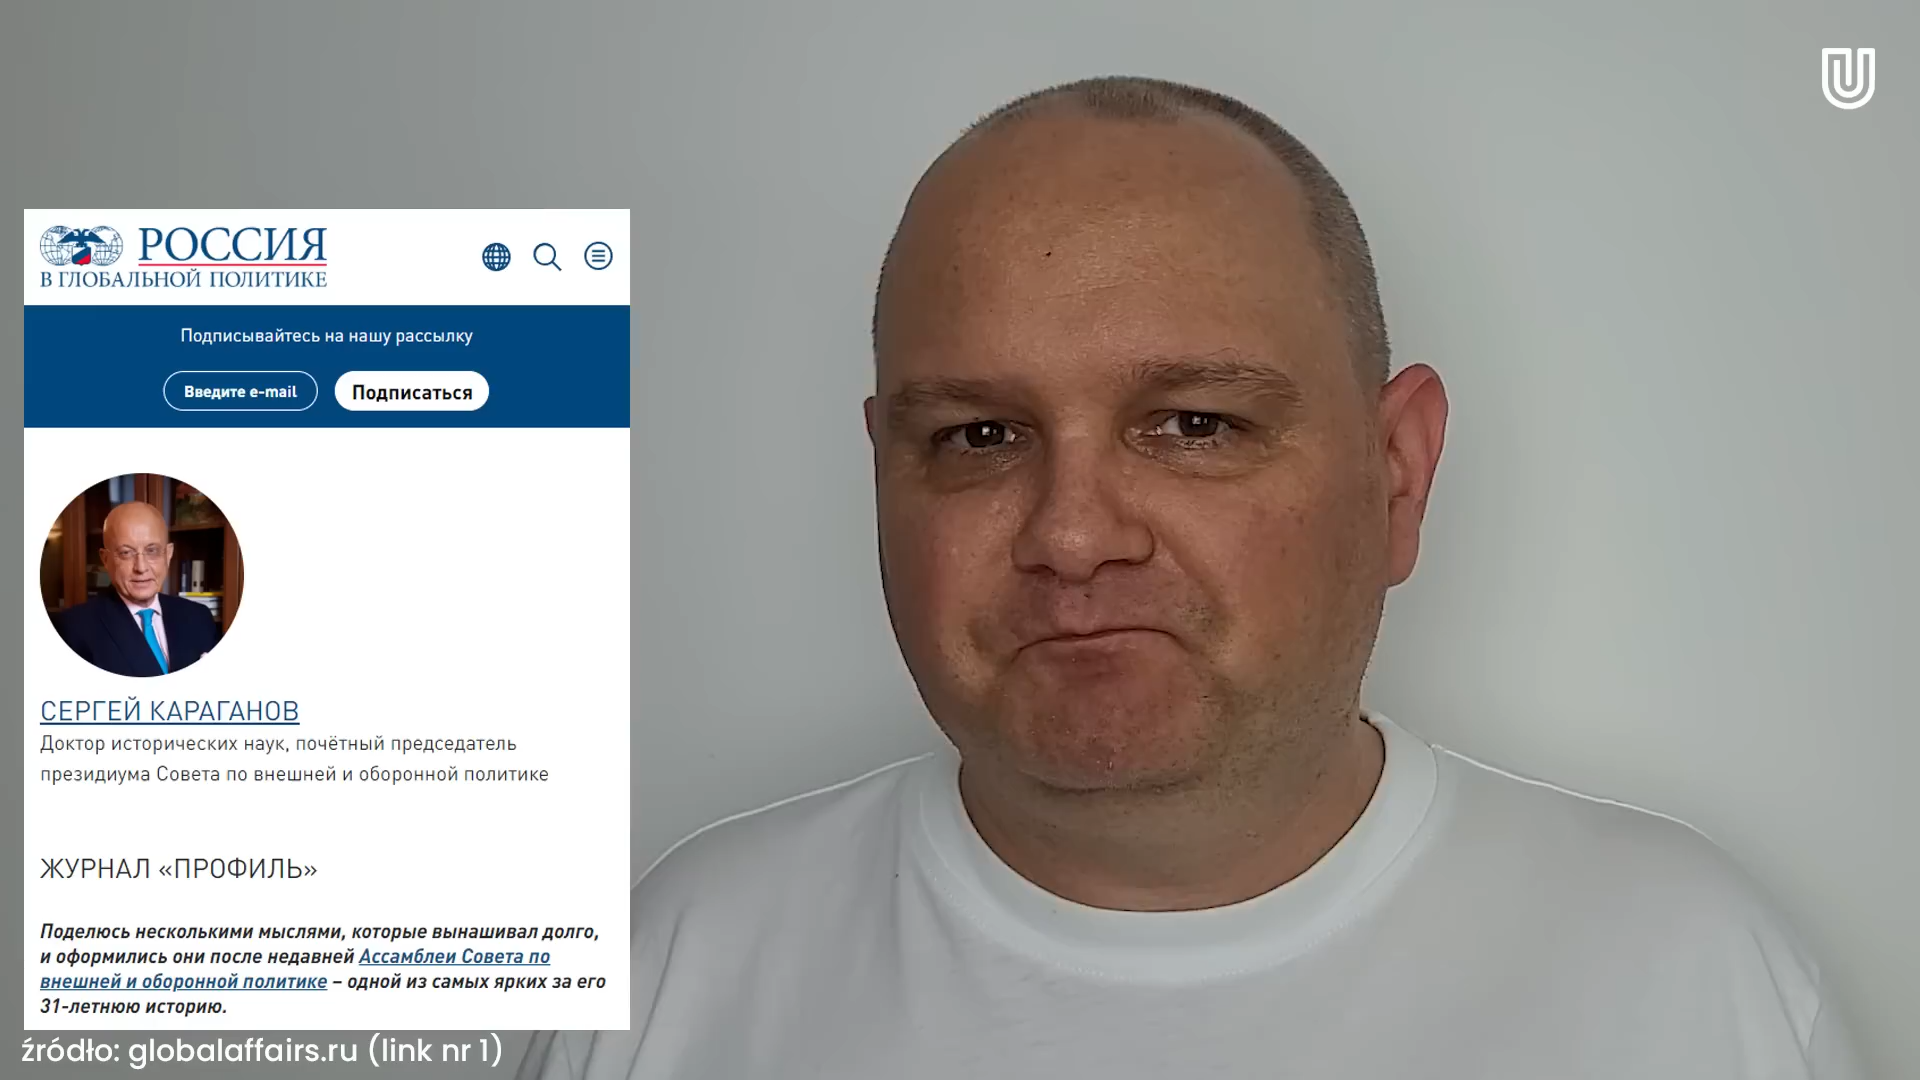 РОССИЯ
В ГЛОБАЛЬНОЙ ПОЛИТИКЕ
Подписывайтесь на нашу рассылку
Введите e-mail
Подписаться
СЕРГЕЙ КАРАГАНОВ
Доктор исторических наук, почётный председатель
президиума Совета по внешней и оборонной политике
ЖУРНАЛ «ПРОФИЛЬ»
Поделюсь несколькими мыслями, которые вынашивал долго,
и оформились они после недавней Ассамблеи Совета по
внешней и оборонной политике – одной из самых ярких за его
31-летнюю историю.
źródło: globalaffairs.ru (link nr 1)